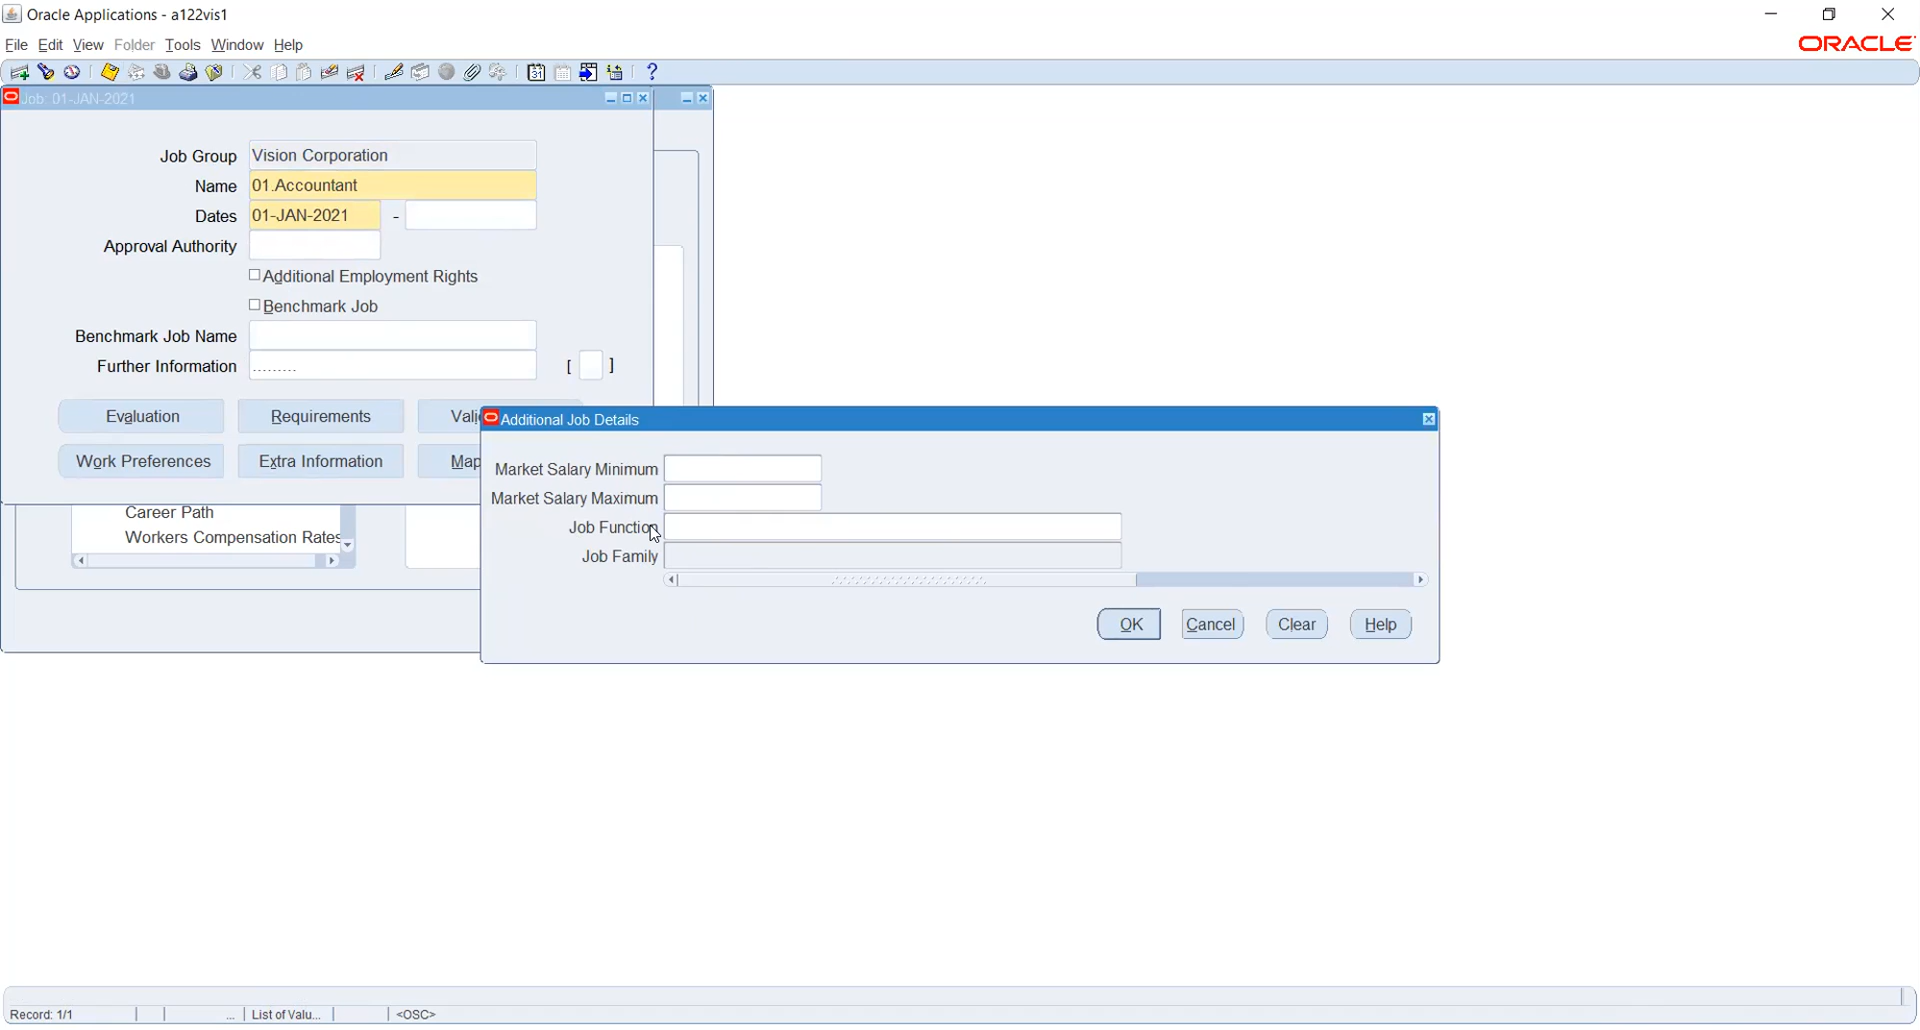 Oracle Applications - a122vis1
File Edit View Folder Tools Window Help
ORACLE
Job: 01-JAN-2021
Job Group Vision Corporation
Name 01.Accountant
Dates 01-JAN-2021 -
Approval Authority
Additional Employment Rights
Benchmark Job
Benchmark Job Name
Further Information ......... [ ]
Evaluation Requirements
Work Preferences Extra Information Map
Additional Job Details
Market Salary Minimum
Market Salary Maximum
Job Function
Job Family
OK Cancel Clear Help
Career Path
Workers Compensation Rates
Record: 1/1 ... List of Valu... <OSC>